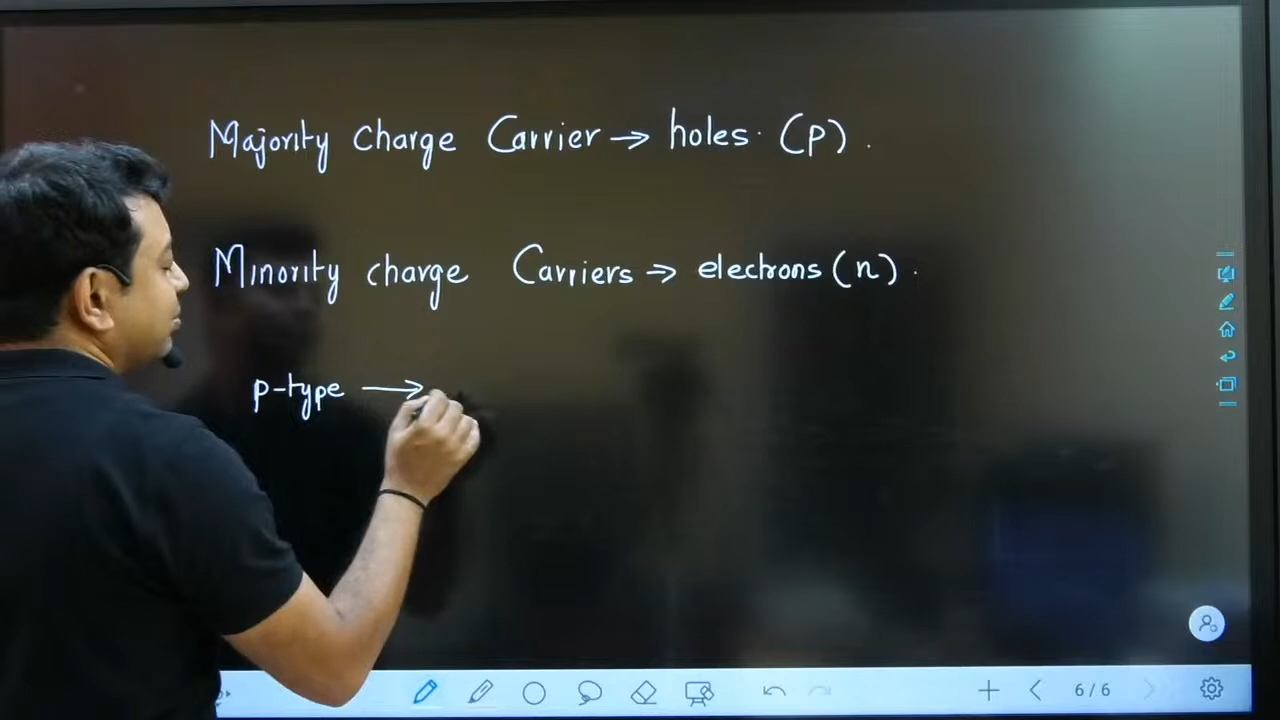 Majority Charge Carrier → holes. (p).
Minority charge Carriers → electrons (n).
p-type →
6/6